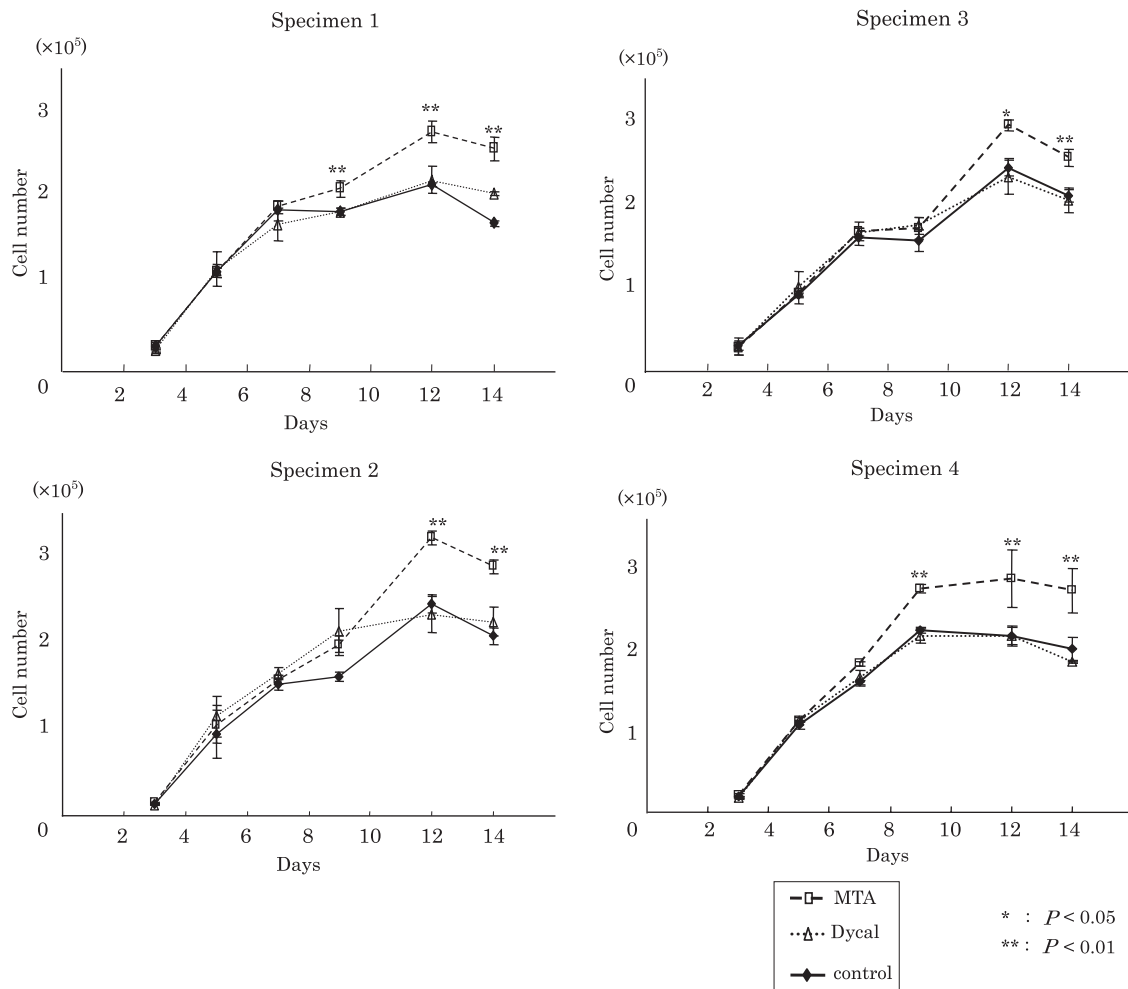 Specimen 1
(×10⁵)
3
2
1
0
Cell number
** ** **
2 4 6 8 10 12 14
Days
Specimen 3
(×10⁵)
3
2
1
0
Cell number
* **
2 4 6 8 10 12 14
Days
Specimen 2
(×10⁵)
3
2
1
0
Cell number
** **
2 4 6 8 10 12 14
Days
Specimen 4
(×10⁵)
3
2
1
0
Cell number
** ** **
2 4 6 8 10 12 14
Days
MTA
Dycal
control
* : P < 0.05
** : P < 0.01